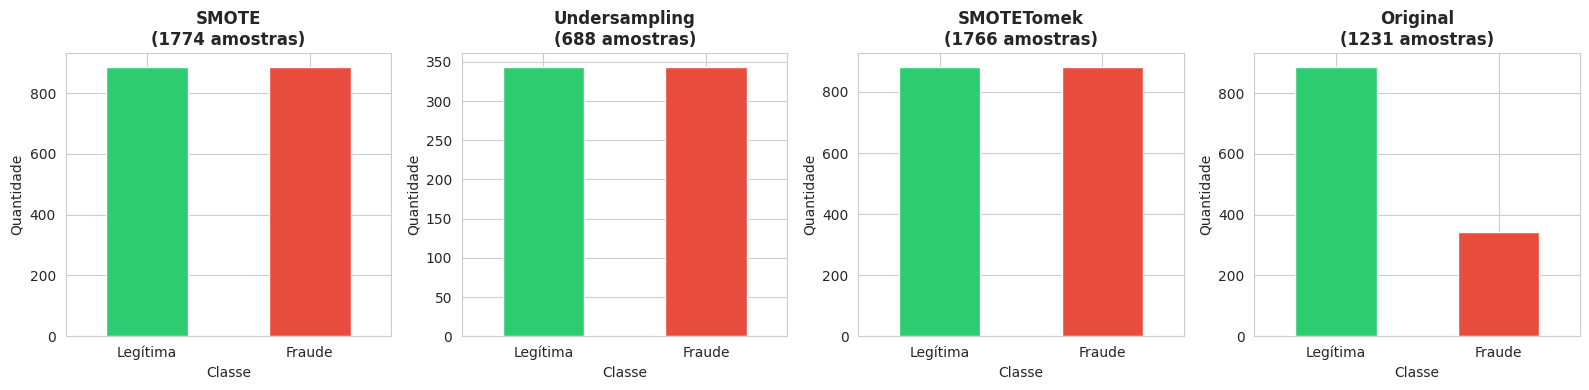 SMOTE
(1774 amostras)
800
600
400
200
0
Quantidade
Legítima
Fraude
Classe
Undersampling
(688 amostras)
350
300
250
200
150
100
50
0
Quantidade
Legítima
Fraude
Classe
SMOTETomek
(1766 amostras)
800
600
400
200
0
Quantidade
Legítima
Fraude
Classe
Original
(1231 amostras)
800
600
400
200
0
Quantidade
Legítima
Fraude
Classe